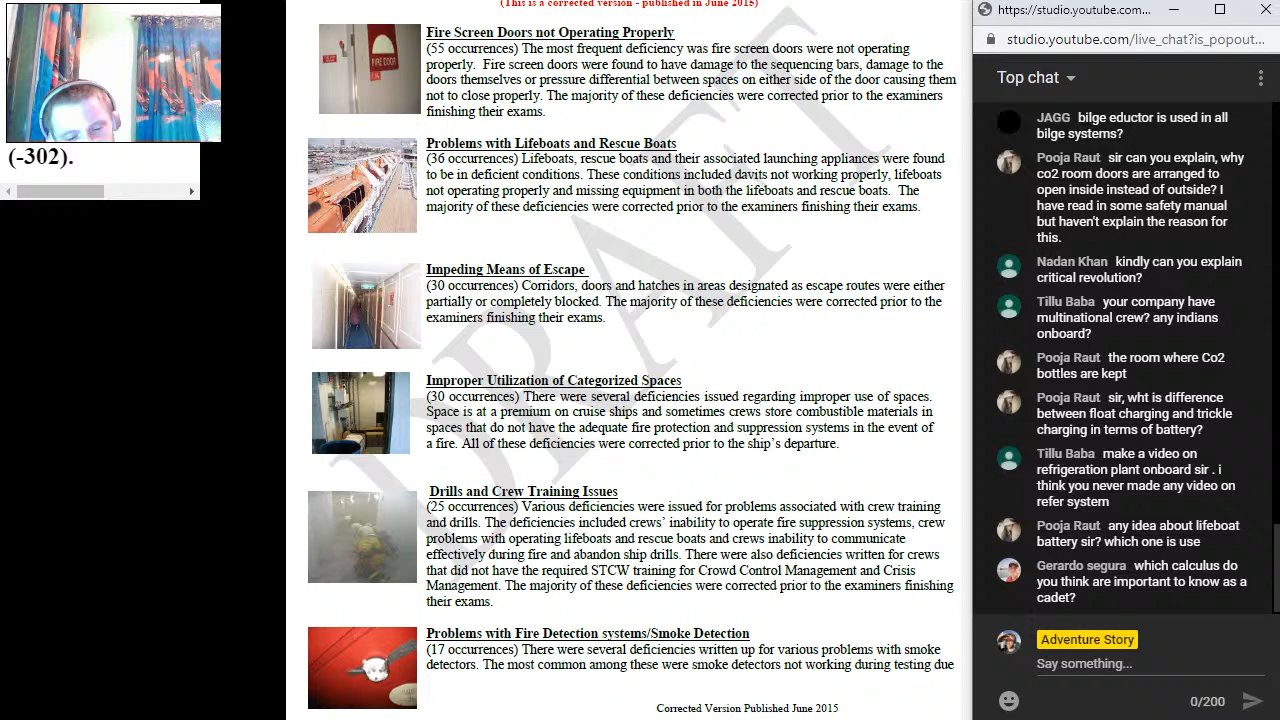 (This is a corrected version - published in June 2015)
Fire Screen Doors not Operating Properly
(55 occurrences) The most frequent deficiency was fire screen doors were not operating
properly. Fire screen doors were found to have damage to the sequencing bars, damage to the
doors themselves or pressure differential between spaces on either side of the door causing them
not to close properly. The majority of these deficiencies were corrected prior to the examiners
finishing their exams.
FIRE DOOR
Problems with Lifeboats and Rescue Boats
(36 occurrences) Lifeboats, rescue boats and their associated launching appliances were found
to be in deficient conditions. These conditions included davits not working properly, lifeboats
not operating properly and missing equipment in both the lifeboats and rescue boats. The
majority of these deficiencies were corrected prior to the examiners finishing their exams.
Impeding Means of Escape
(30 occurrences) Corridors, doors and hatches in areas designated as escape routes were either
partially or completely blocked. The majority of these deficiencies were corrected prior to the
examiners finishing their exams.
Improper Utilization of Categorized Spaces
(30 occurrences) There were several deficiencies issued regarding improper use of spaces.
Space is at a premium on cruise ships and sometimes crews store combustible materials in
spaces that do not have the adequate fire protection and suppression systems in the event of
a fire. All of these deficiencies were corrected prior to the ship's departure.
Drills and Crew Training Issues
(25 occurrences) Various deficiencies were issued for problems associated with crew training
and drills. The deficiencies included crews' inability to operate fire suppression systems, crew
problems with operating lifeboats and rescue boats and crews inability to communicate
effectively during fire and abandon ship drills. There were also deficiencies written for crews
that did not have the required STCW training for Crowd Control Management and Crisis
Management. The majority of these deficiencies were corrected prior to the examiners finishing
their exams.
Problems with Fire Detection systems/Smoke Detection
(17 occurrences) There were several deficiencies written up for various problems with smoke
detectors. The most common among these were smoke detectors not working during testing due
Corrected Version Published June 2015
DRAFT
(-302).
https://studio.youtube.com...
studio.youtube.com/live_chat?is_popout...
Top chat
JAGG bilge eductor is used in all
bilge systems?
Pooja Raut sir can you explain, why
co2 room doors are arranged to
open inside instead of outside? I
have read in some safety manual
but haven't explain the reason for
this.
Nadan Khan kindly can you explain
critical revolution?
Tillu Baba your company have
multinational crew? any indians
onboard?
Pooja Raut the room where Co2
bottles are kept
Pooja Raut sir, wht is difference
between float charging and trickle
charging in terms of battery?
Tillu Baba make a video on
refrigeration plant onboard sir . i
think you never made any video on
refer system
Pooja Raut any idea about lifeboat
battery sir? which one is use
Gerardo segura which calculus do
you think are important to know as a
cadet?
Adventure Story
Say something...
0/200